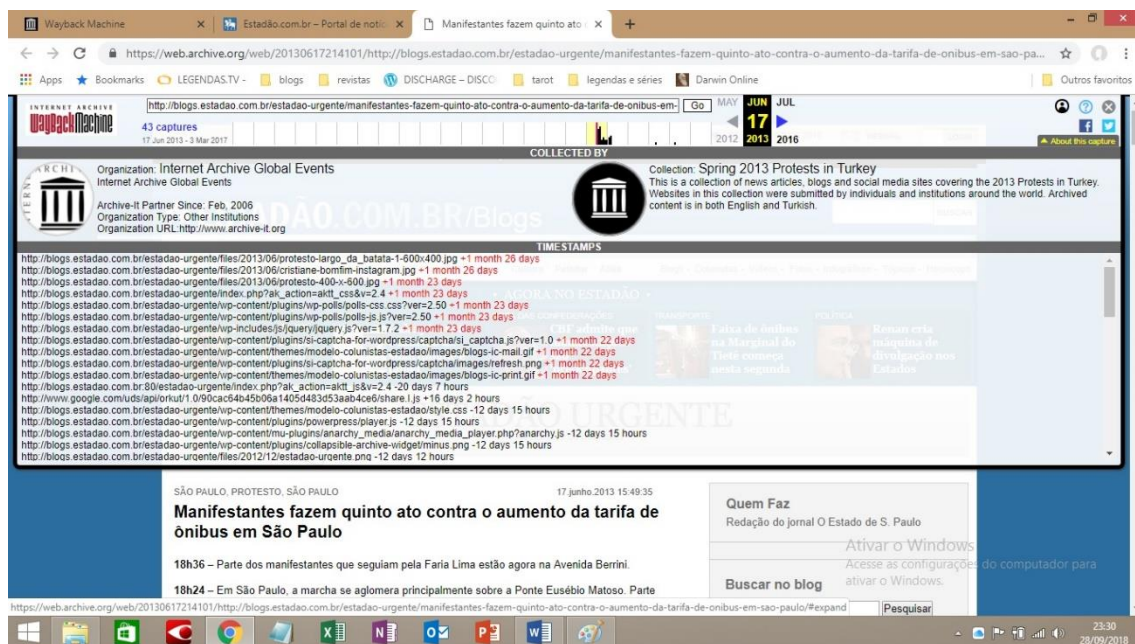 Wayback Machine
Estadão.com.br – Portal de notíc
Manifestantes fazem quinto ato
https://web.archive.org/web/20130617214101/http://blogs.estadao.com.br/estadao-urgente/manifestantes-fazem-quinto-ato-contra-o-aumento-da-tarifa-de-onibus-em-sao-pa...
Apps Bookmarks LEGENDAS.TV - blogs revistas DISCHARGE – DISCO tarot legendas e séries Darwin Online Outros favoritos
INTERNET ARCHIVE
WayBackMachine
http://blogs.estadao.com.br/estadao-urgente/manifestantes-fazem-quinto-ato-contra-o-aumento-da-tarifa-de-onibus-em- Go
MAY JUN JUL
17
2012 2013 2016
43 captures
17 Jun 2013 - 3 Mar 2017
About this capture
COLLECTED BY
Organization: Internet Archive Global Events
Internet Archive Global Events
Archive-It Partner Since: Feb, 2006
Organization Type: Other Institutions
Organization URL:http://www.archive-it.org
Collection: Spring 2013 Protests in Turkey
This is a collection of news articles, blogs and social media sites covering the 2013 Protests in Turkey.
Websites in this collection were submitted by individuals and institutions around the world. Archived
content is in both English and Turkish.
TIMESTAMPS
http://blogs.estadao.com.br/estadao-urgente/files/2013/06/protesto-largo_da_batata-1-600x400.jpg +1 month 26 days
http://blogs.estadao.com.br/estadao-urgente/files/2013/06/cristiane-bomfim-instagram.jpg +1 month 26 days
http://blogs.estadao.com.br/estadao-urgente/files/2013/06/protesto-400-x-600.jpg +1 month 23 days
http://blogs.estadao.com.br/estadao-urgente/index.php?ak_action=aktt_css&v=2.4 +1 month 23 days
http://blogs.estadao.com.br/estadao-urgente/wp-content/plugins/wp-polls/polls-css.css?ver=2.50 +1 month 23 days
http://blogs.estadao.com.br/estadao-urgente/wp-content/plugins/wp-polls/polls-js.js?ver=2.50 +1 month 23 days
http://blogs.estadao.com.br/estadao-urgente/wp-includes/js/jquery/jquery.js?ver=1.7.2 +1 month 23 days
http://blogs.estadao.com.br/estadao-urgente/wp-content/plugins/si-captcha-for-wordpress/captcha/si_captcha.js?ver=1.0 +1 month 22 days
http://blogs.estadao.com.br/estadao-urgente/wp-content/themes/modelo-colunistas-estadao/images/blogs-ic-mail.gif +1 month 22 days
http://blogs.estadao.com.br/estadao-urgente/wp-content/plugins/si-captcha-for-wordpress/captcha/images/refresh.png +1 month 22 days
http://blogs.estadao.com.br/estadao-urgente/wp-content/themes/modelo-colunistas-estadao/images/blogs-ic-print.gif +1 month 22 days
http://blogs.estadao.com.br:80/estadao-urgente/index.php?ak_action=aktt_js&v=2.4 -20 days 7 hours
http://www.google.com/uds/api/orkut/1.0/90cac64b45b06a1405d483d53aab4ce6/share.l.js +16 days 2 hours
http://blogs.estadao.com.br/estadao-urgente/wp-content/themes/modelo-colunistas-estadao/style.css -12 days 15 hours
http://blogs.estadao.com.br/estadao-urgente/wp-content/plugins/powerpress/player.js -12 days 15 hours
http://blogs.estadao.com.br/estadao-urgente/wp-content/mu-plugins/anarchy_media/anarchy_media_player.php?anarchy.js -12 days 15 hours
http://blogs.estadao.com.br/estadao-urgente/wp-content/plugins/collapsible-archive-widget/minus.png -12 days 15 hours
http://blogs.estadao.com.br/estadao-urgente/files/2012/12/estadao-urgente.png -12 days 12 hours
SÃO PAULO, PROTESTO, SÃO PAULO 17.junho.2013 15:49:35
Manifestantes fazem quinto ato contra o aumento da tarifa de
ônibus em São Paulo
18h36 – Parte dos manifestantes que seguiam pela Faria Lima estão agora na Avenida Berrini.
18h24 – Em São Paulo, a marcha se aglomera principalmente sobre a Ponte Eusébio Matoso. Parte
Quem Faz
Redação do jornal O Estado de S. Paulo
Buscar no blog
Pesquisar
Ativar o Windows
Acesse as configurações do computador para
ativar o Windows.
https://web.archive.org/web/20130617214101/http://blogs.estadao.com.br/estadao-urgente/manifestantes-fazem-quinto-ato-contra-o-aumento-da-tarifa-de-onibus-em-sao-paulo/#expand
23:30
28/09/2018